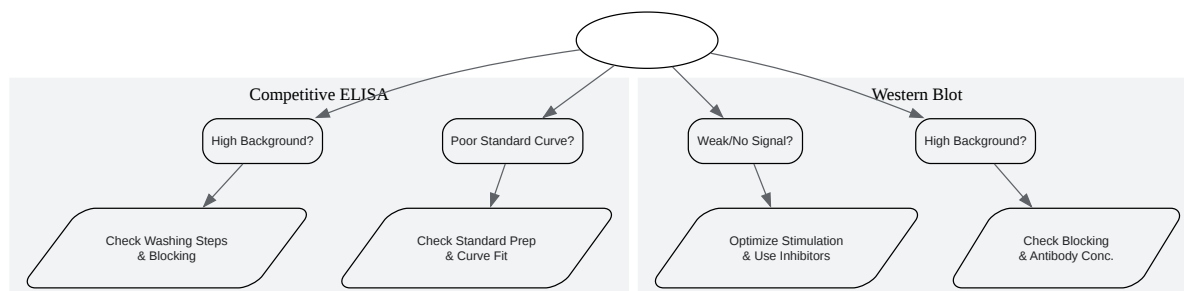 Competitive ELISA
Western Blot
High Background?
Poor Standard Curve?
Weak/No Signal?
High Background?
Check Washing Steps
& Blocking
Check Standard Prep
& Curve Fit
Optimize Stimulation
& Use Inhibitors
Check Blocking
& Antibody Conc.